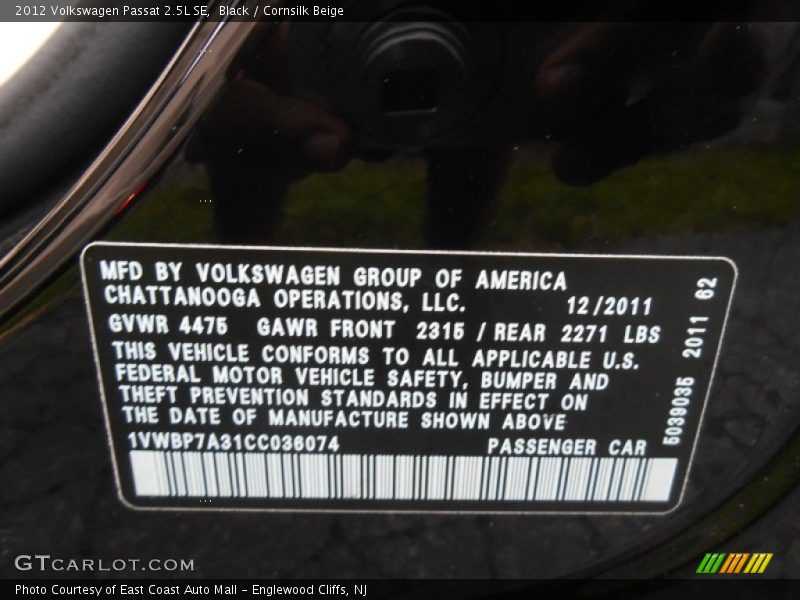 2012 Volkswagen Passat 2.5L SE, Black / Cornsilk Beige
MFD BY VOLKSWAGEN GROUP OF AMERICA
CHATTANOOGA OPERATIONS, LLC. 12/2011
GVWR 4475 GAWR FRONT 2315 / REAR 2271 LBS
THIS VEHICLE CONFORMS TO ALL APPLICABLE U.S.
FEDERAL MOTOR VEHICLE SAFETY, BUMPER AND
THEFT PREVENTION STANDARDS IN EFFECT ON
THE DATE OF MANUFACTURE SHOWN ABOVE
1VWBP7A31CC036074 PASSENGER CAR
5039035 2011 62
GTCARLOT.COM
Photo Courtesy of East Coast Auto Mall – Englewood Cliffs, NJ